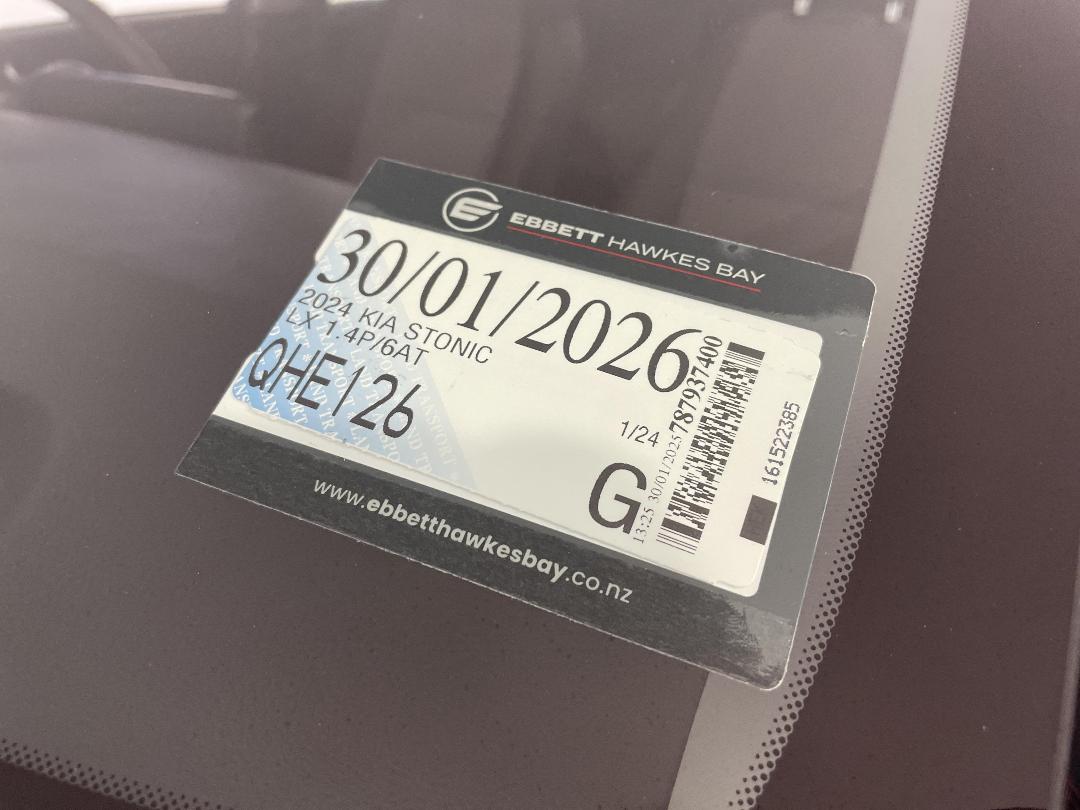 EBBETT HAWKES BAY
30/01/2026
2024 KIA STONIC
LX 1.4P/6AT
QHE126
1/24
G
13:25 30/01/2025 787937400
161522385
www.ebbetthawkesbay.co.nz